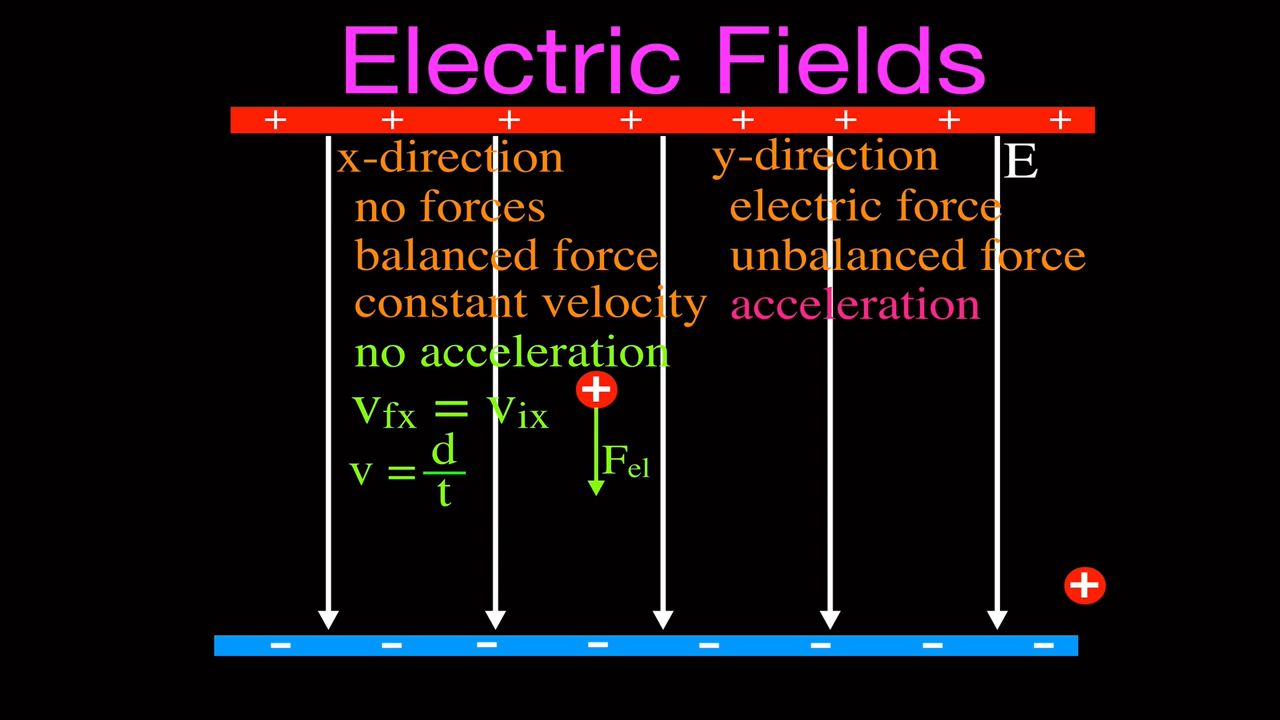 Electric Fields
+ + + + + + + +
x-direction
no forces
balanced force
constant velocity
no acceleration
vfx = vix
v = d/t
y-direction
electric force
unbalanced force
acceleration
E
+
Fel
+
- - - - - - - -